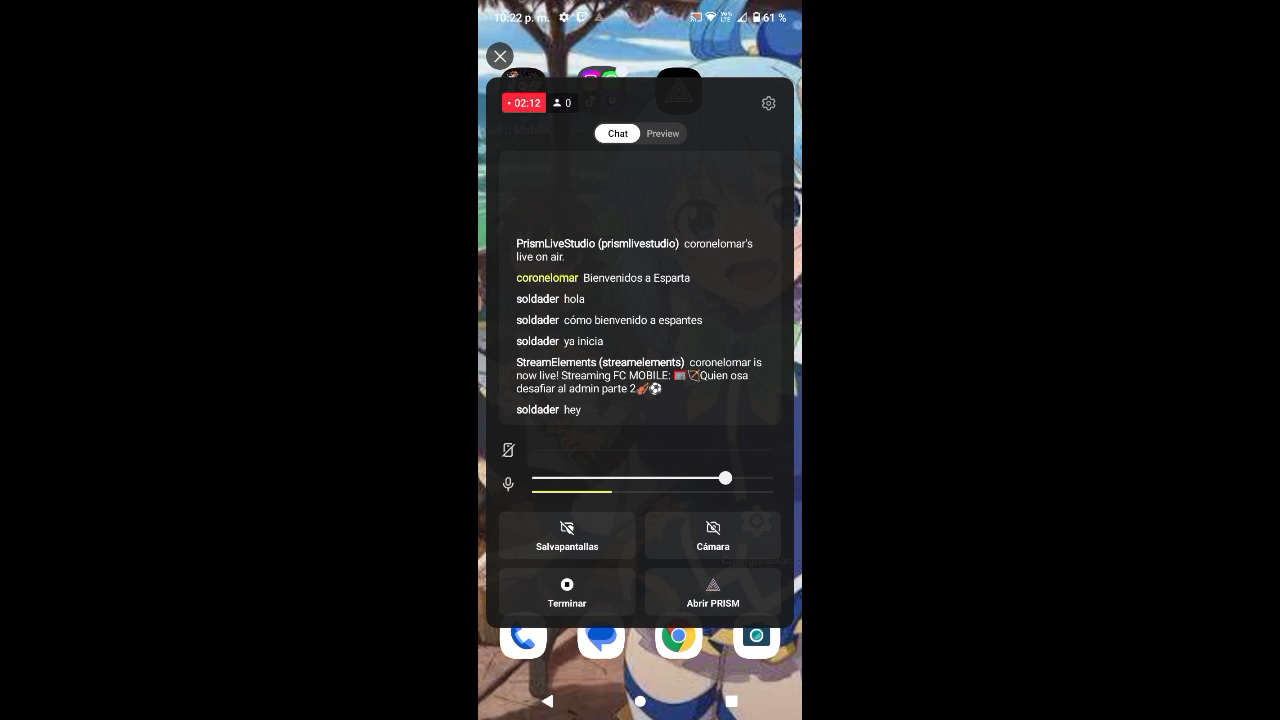 10:22 p. m.
LTE
61 %
02:12
0
Chat
Preview
PrismLiveStudio (prismlivestudio) coronelomar's
live on air.
coronelomar Bienvenidos a Esparta
soldader hola
soldader cómo bienvenido a espantes
soldader ya inicia
StreamElements (streamelements) coronelomar is
now live! Streaming FC MOBILE: 🥅🏹Quien osa
desafiar al admin parte 2🎻⚽
soldader hey
Salvapantallas
Cámara
Terminar
Abrir PRISM